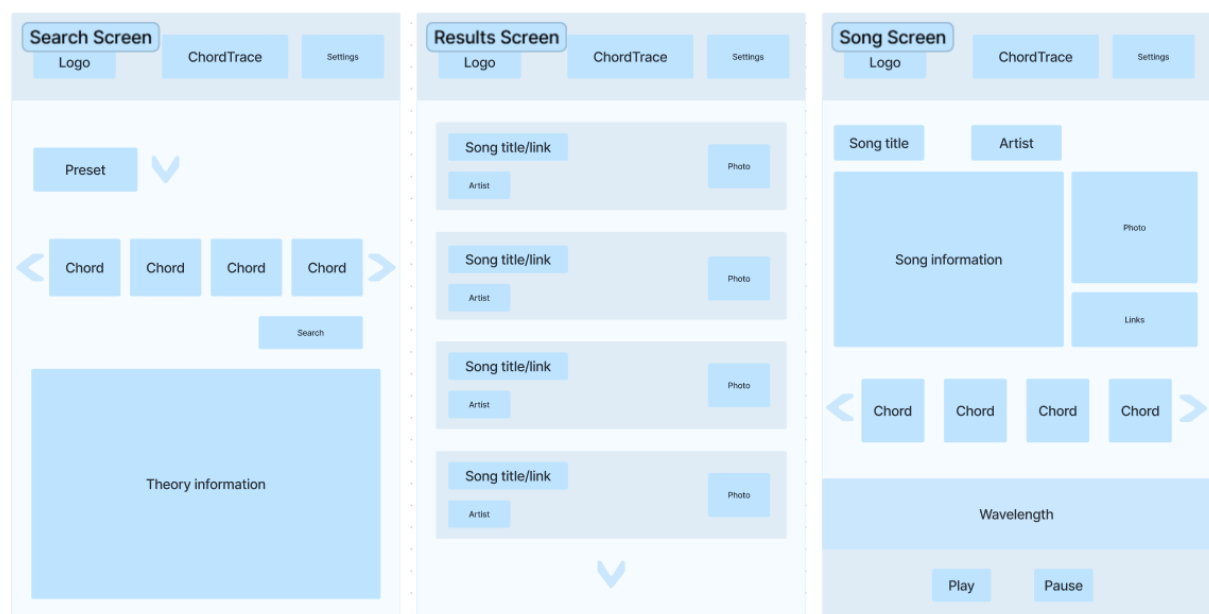 Search Screen
Logo
ChordTrace
Settings
Preset
Chord
Chord
Chord
Chord
Search
Theory information
Results Screen
Logo
ChordTrace
Settings
Song title/link
Artist
Photo
Song title/link
Artist
Photo
Song title/link
Artist
Photo
Song title/link
Artist
Photo
Song Screen
Logo
ChordTrace
Settings
Song title
Artist
Song information
Photo
Links
Chord
Chord
Chord
Chord
Wavelength
Play
Pause